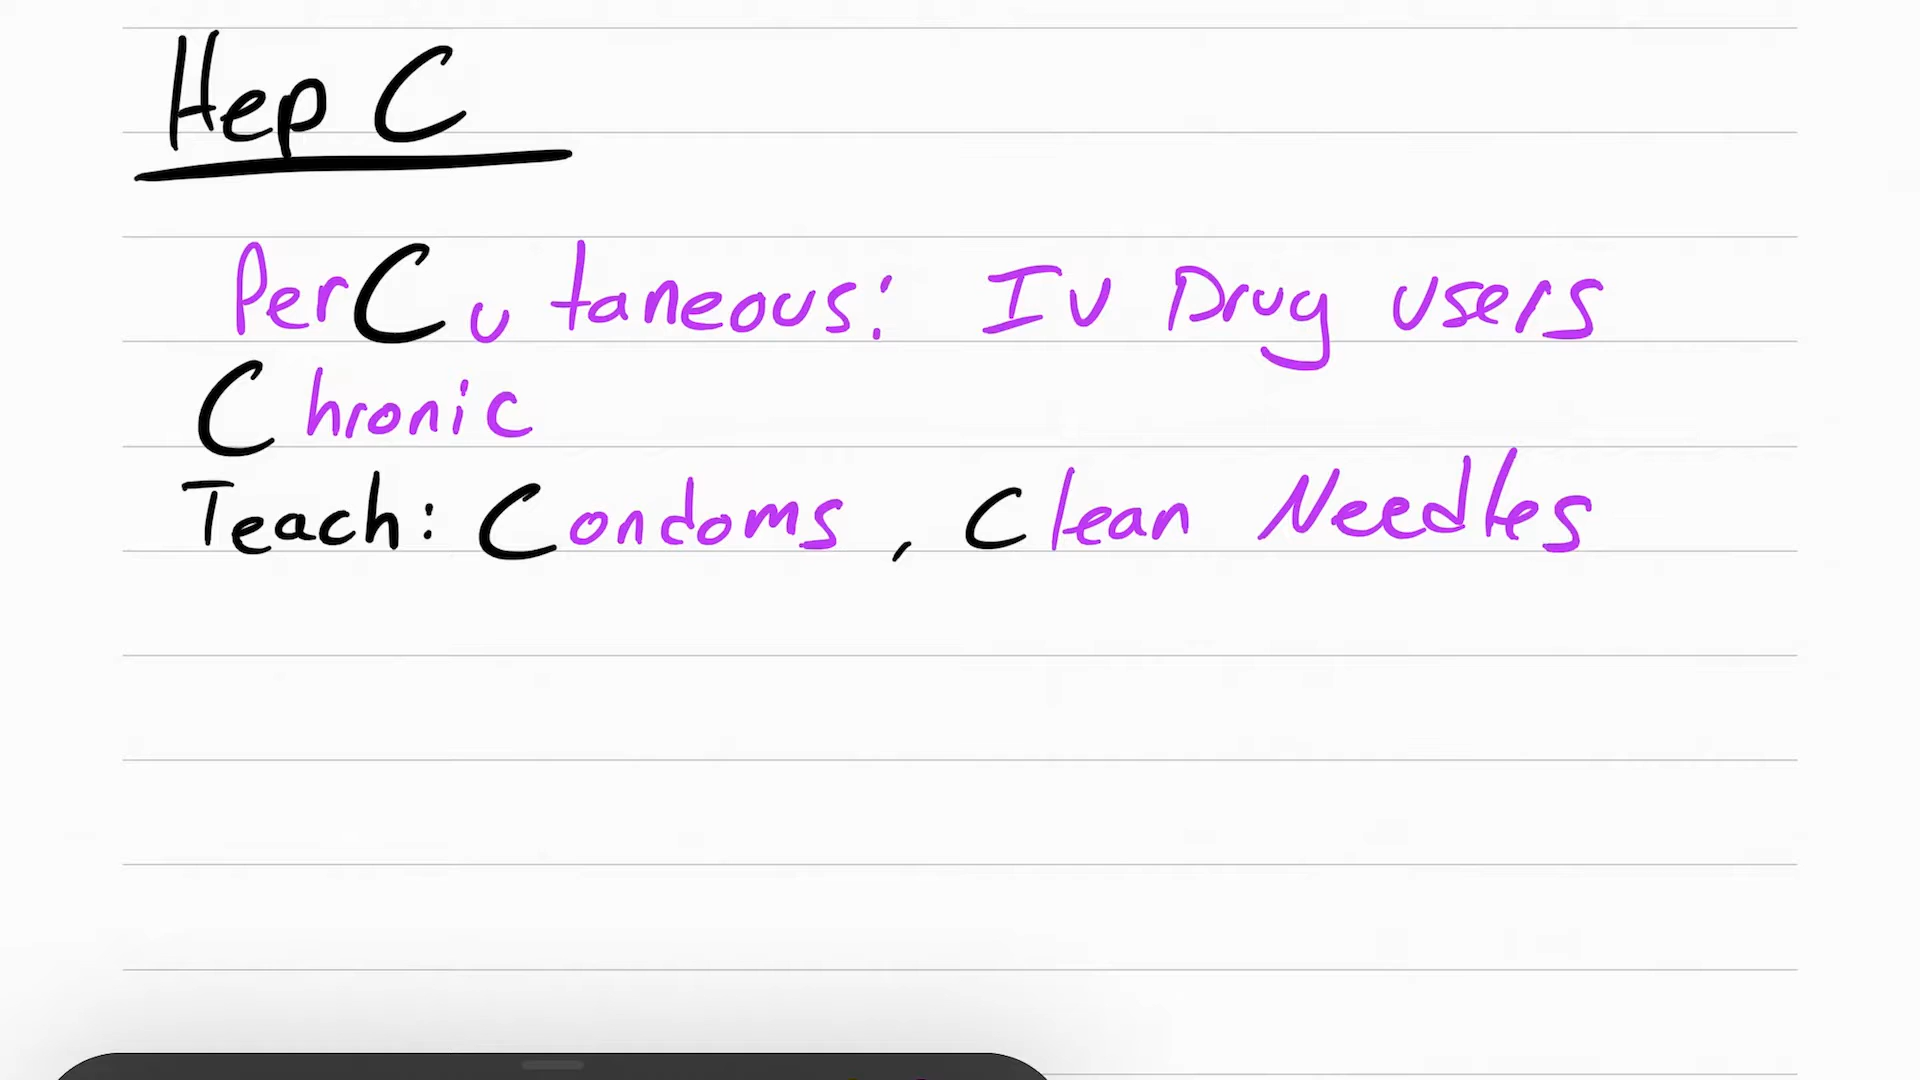 Hep C
PerCutaneous: IV Drug users
Chronic
Teach: Condoms, Clean Needles